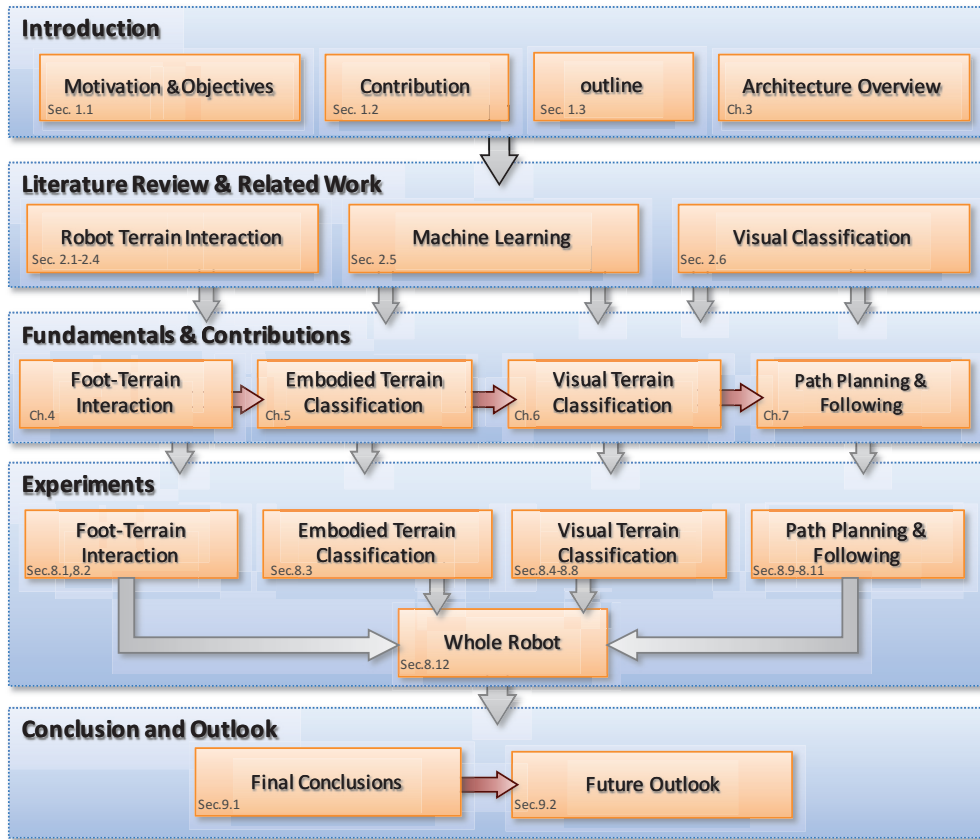 Introduction
Motivation & Objectives
Sec. 1.1
Contribution
Sec. 1.2
outline
Sec. 1.3
Architecture Overview
Ch.3
Literature Review & Related Work
Robot Terrain Interaction
Sec. 2.1-2.4
Machine Learning
Sec. 2.5
Visual Classification
Sec. 2.6
Fundamentals & Contributions
Foot-Terrain
Interaction
Ch.4
Embodied Terrain
Classification
Ch.5
Visual Terrain
Classification
Ch.6
Path Planning &
Following
Ch.7
Experiments
Foot-Terrain
Interaction
Sec.8.1,8.2
Embodied Terrain
Classification
Sec.8.3
Visual Terrain
Classification
Sec.8.4-8.8
Path Planning &
Following
Sec.8.9-8.11
Whole Robot
Sec.8.12
Conclusion and Outlook
Final Conclusions
Sec.9.1
Future Outlook
Sec.9.2